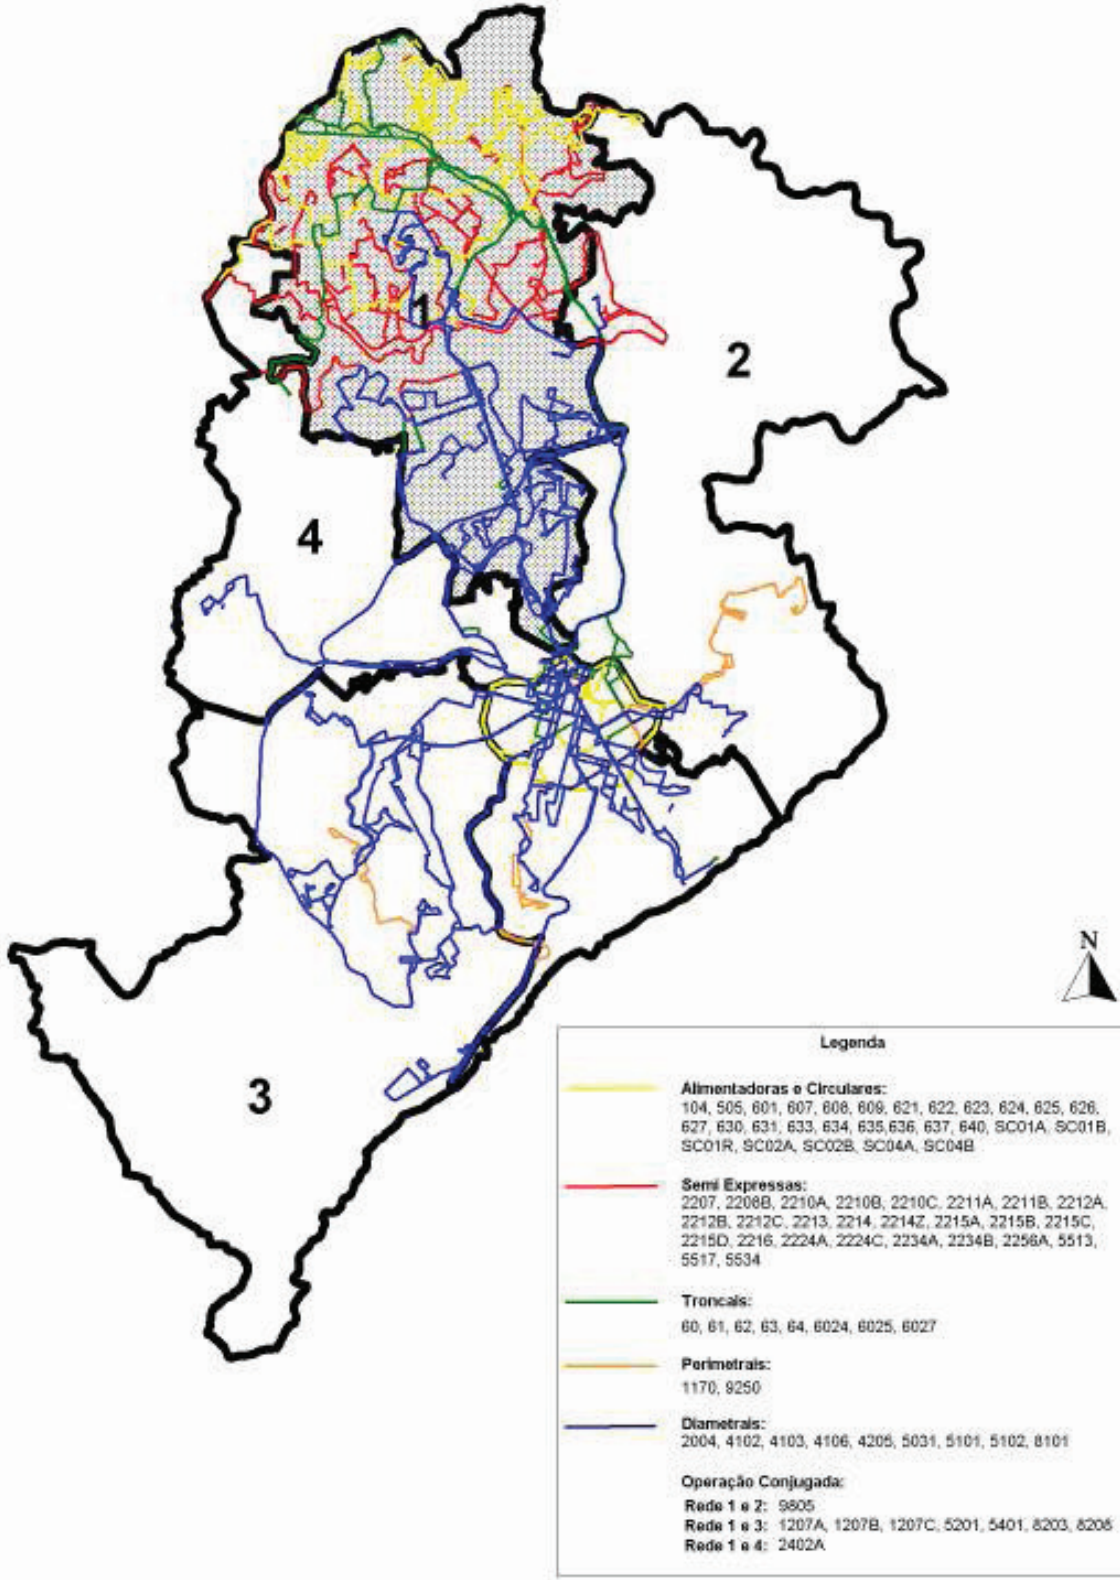 1
2
4
3
N
Legenda
Alimentadoras e Circulares:
104, 505, 601, 607, 608, 609, 621, 622, 623, 624, 625, 626,
627, 630, 631, 633, 634, 635,636, 637, 640, SC01A, SC01B,
SC01R, SC02A, SC02B, SC04A, SC04B
Semi Expressas:
2207, 2208B, 2210A, 2210B, 2210C, 2211A, 2211B, 2212A,
2212B, 2212C, 2213, 2214, 2214Z, 2215A, 2215B, 2215C,
2215D, 2216, 2224A, 2224C, 2234A, 2234B, 2256A, 5513,
5517, 5534
Troncais:
60, 61, 62, 63, 64, 6024, 6025, 6027
Perimetrais:
1170, 9250
Diametrais:
2004, 4102, 4103, 4106, 4205, 5031, 5101, 5102, 8101
Operação Conjugada:
Rede 1 e 2: 9805
Rede 1 e 3: 1207A, 1207B, 1207C, 5201, 5401, 8203, 8208
Rede 1 e 4: 2402A